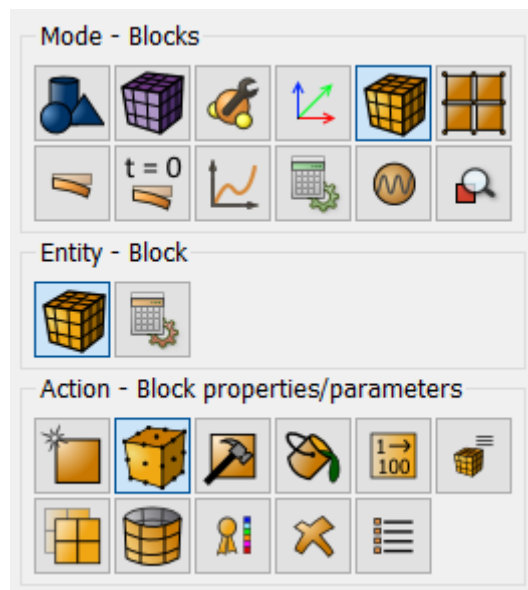 Mode - Blocks
t = 0
Entity - Block
Action - Block properties/parameters
1→
100